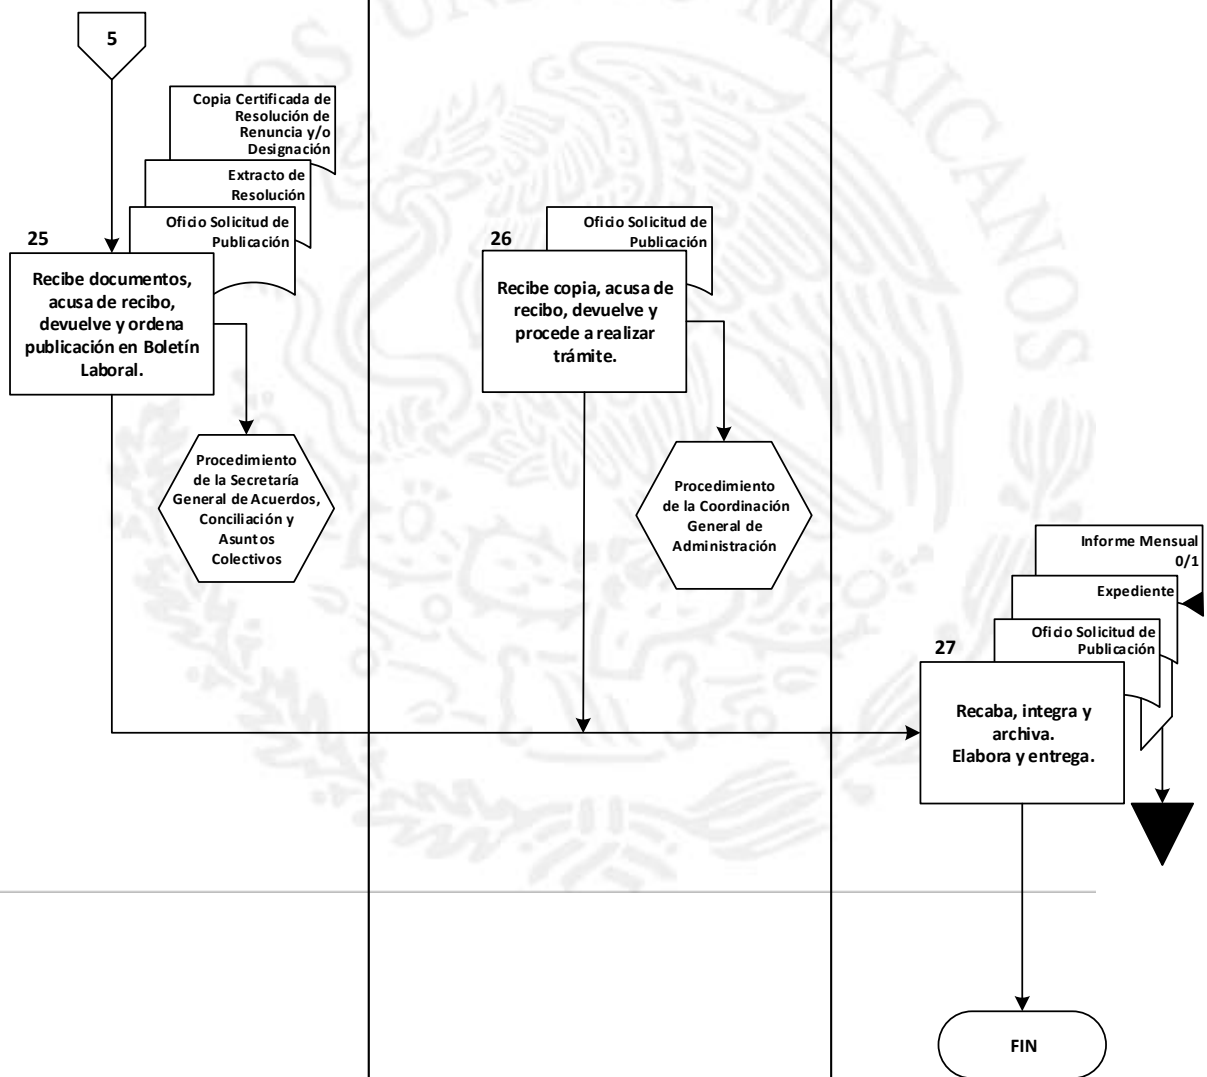 5
Copia Certificada de
Resolución de
Renuncia y/o
Designación
Extracto de
Resolución
Oficio Solicitud de
Publicación
25
Recibe documentos,
acusa de recibo,
devuelve y ordena
publicación en Boletín
Laboral.
Procedimiento
de la Secretaría
General de Acuerdos,
Conciliación y
Asuntos
Colectivos
Oficio Solicitud de
Publicación
26
Recibe copia, acusa de
recibo, devuelve y
procede a realizar
trámite.
Procedimiento
de la Coordinación
General de
Administración
Informe Mensual
0/1
Expediente
Oficio Solicitud de
Publicación
27
Recaba, integra y
archiva.
Elabora y entrega.
FIN
UNIDOS MEXICANOS